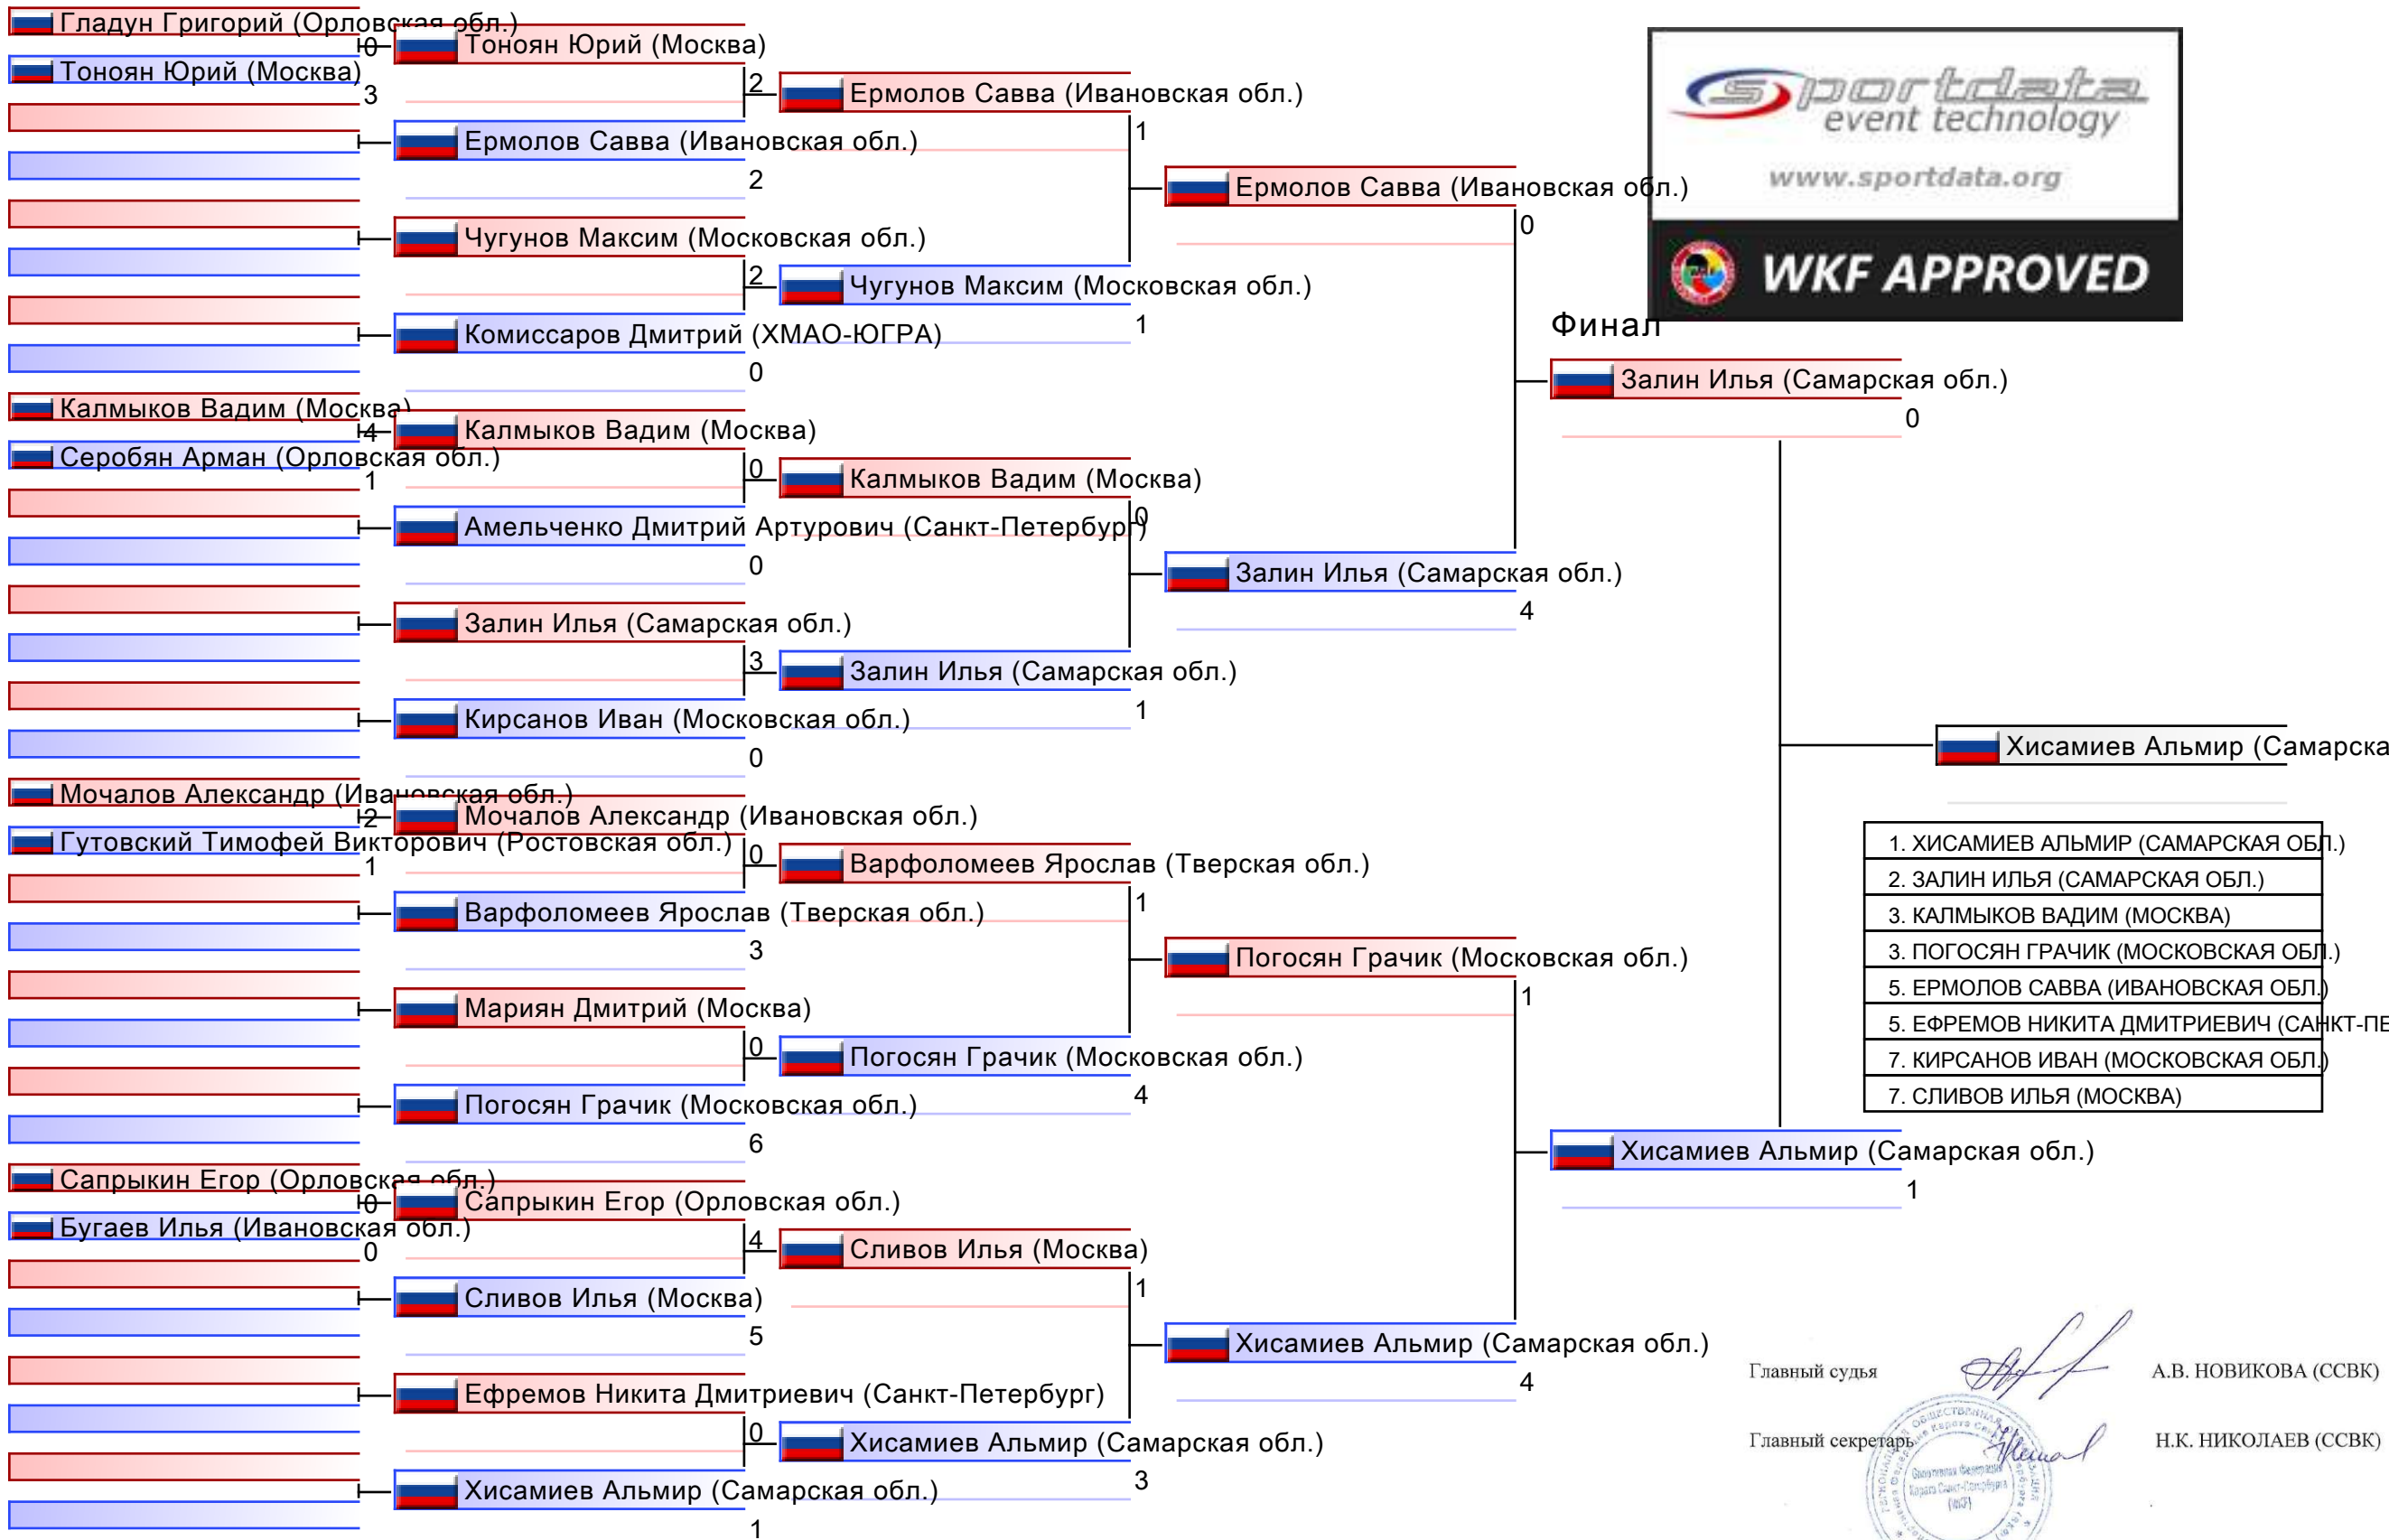 Гладун Григорий (Орловская обл.)
0
Тоноян Юрий (Москва)
3
Калмыков Вадим (Москва)
4
Серобян Арман (Орловская обл.)
1
Мочалов Александр (Ивановская обл.)
2
Гутовский Тимофей Викторович (Ростовская обл.)
1
Сапрыкин Егор (Орловская обл.)
0
Бугаев Илья (Ивановская обл.)
0
Тоноян Юрий (Москва)
2
Ермолов Савва (Ивановская обл.)
2
Чугунов Максим (Московская обл.)
2
Комиссаров Дмитрий (ХМАО-ЮГРА)
0
Калмыков Вадим (Москва)
0
Амельченко Дмитрий Артурович (Санкт-Петербург)
0
Залин Илья (Самарская обл.)
3
Кирсанов Иван (Московская обл.)
0
Мочалов Александр (Ивановская обл.)
0
Варфоломеев Ярослав (Тверская обл.)
3
Мариян Дмитрий (Москва)
0
Погосян Грачик (Московская обл.)
6
Сапрыкин Егор (Орловская обл.)
4
Сливов Илья (Москва)
5
Ефремов Никита Дмитриевич (Санкт-Петербург)
0
Хисамиев Альмир (Самарская обл.)
1
Ермолов Савва (Ивановская обл.)
1
Чугунов Максим (Московская обл.)
1
Калмыков Вадим (Москва)
0
Залин Илья (Самарская обл.)
1
Варфоломеев Ярослав (Тверская обл.)
1
Погосян Грачик (Московская обл.)
4
Сливов Илья (Москва)
1
Хисамиев Альмир (Самарская обл.)
3
Ермолов Савва (Ивановская обл.)
0
Залин Илья (Самарская обл.)
4
Погосян Грачик (Московская обл.)
1
Хисамиев Альмир (Самарская обл.)
4
sportdata
event technology
www.sportdata.org
WKF APPROVED
Финал
Залин Илья (Самарская обл.)
0
Хисамиев Альмир (Самарская обл.)
1
Хисамиев Альмир (Самарска
1. ХИСАМИЕВ АЛЬМИР (САМАРСКАЯ ОБЛ.)
2. ЗАЛИН ИЛЬЯ (САМАРСКАЯ ОБЛ.)
3. КАЛМЫКОВ ВАДИМ (МОСКВА)
3. ПОГОСЯН ГРАЧИК (МОСКОВСКАЯ ОБЛ.)
5. ЕРМОЛОВ САВВА (ИВАНОВСКАЯ ОБЛ.)
5. ЕФРЕМОВ НИКИТА ДМИТРИЕВИЧ (САНКТ-ПЕ
7. КИРСАНОВ ИВАН (МОСКОВСКАЯ ОБЛ.)
7. СЛИВОВ ИЛЬЯ (МОСКВА)
Главный судья А.В. НОВИКОВА (ССВК)
Главный секретарь Н.К. НИКОЛАЕВ (ССВК)